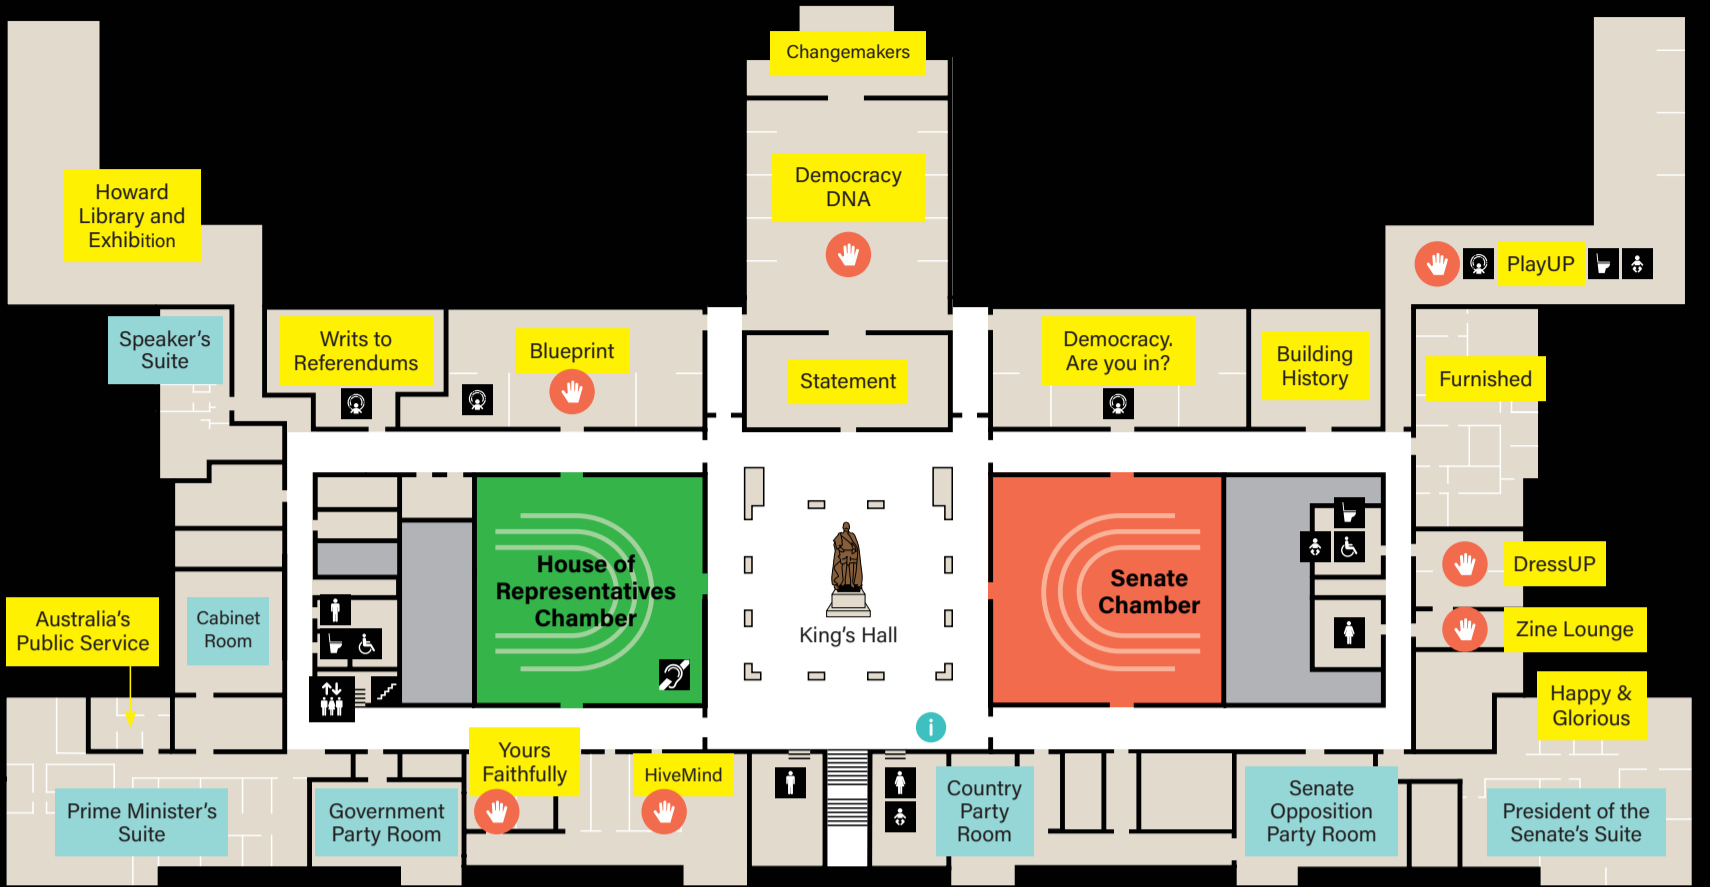 Changemakers
Democracy
DNA
Howard
Library and
Exhibition
PlayUP
Speaker's
Suite
Writs to
Referendums
Blueprint
Statement
Democracy.
Are you in?
Building
History
Furnished
House of
Representatives
Chamber
King's Hall
Senate
Chamber
DressUP
Zine Lounge
Australia's
Public Service
Cabinet
Room
Happy &
Glorious
i
Yours
Faithfully
HiveMind
Prime Minister's
Suite
Government
Party Room
Country
Party
Room
Senate
Opposition
Party Room
President of the
Senate's Suite